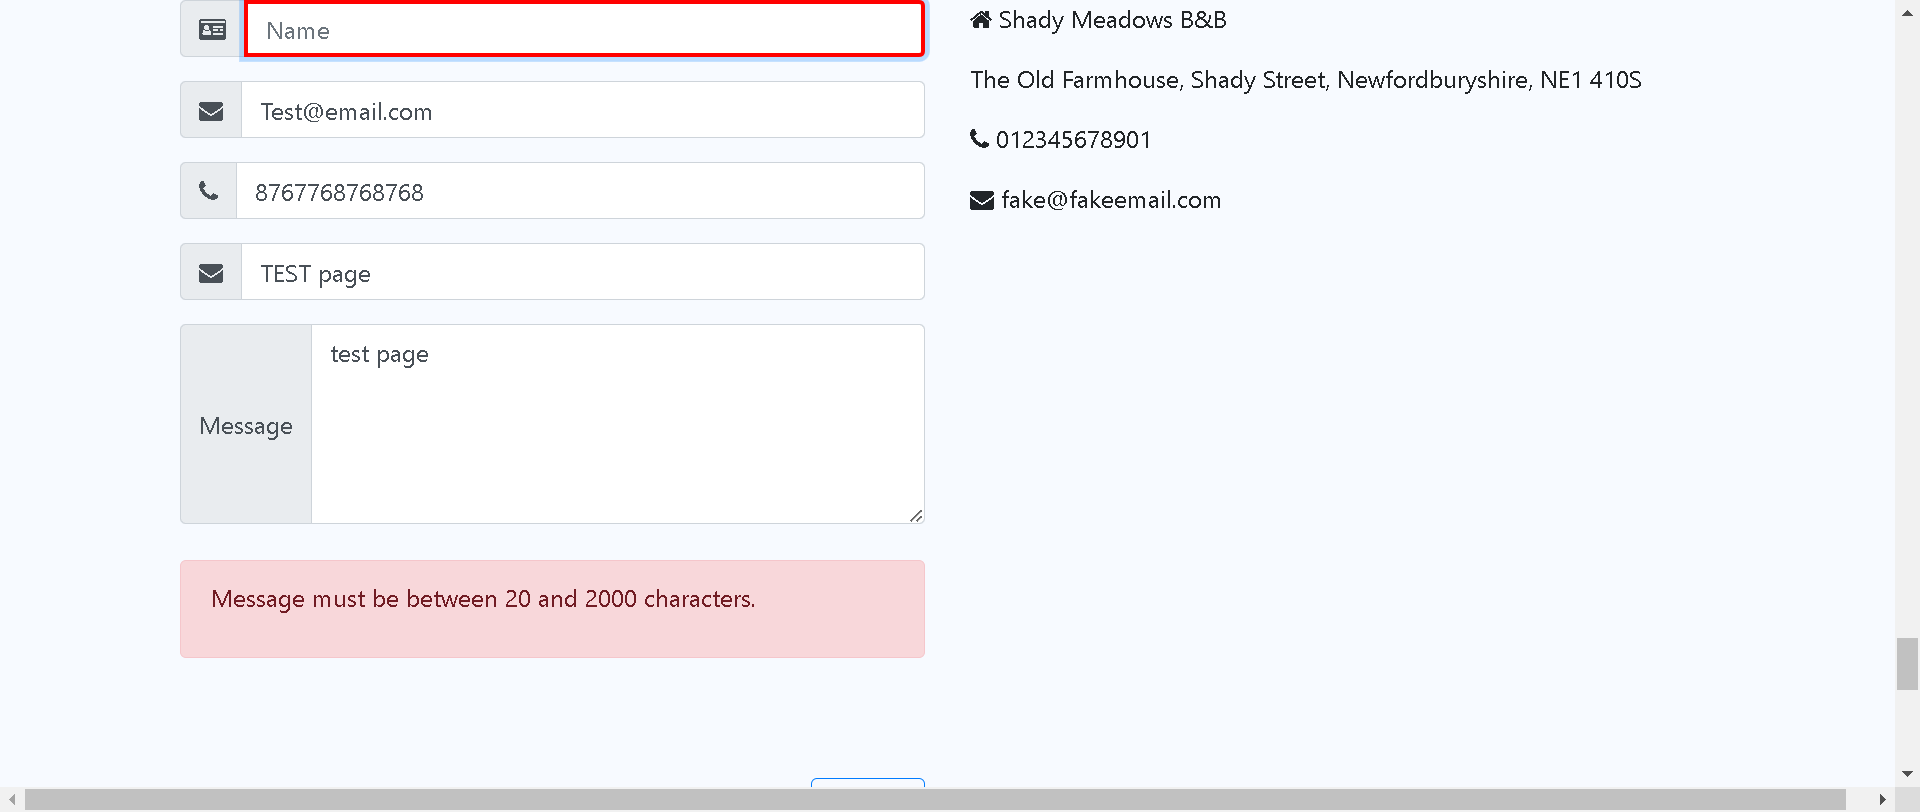 Name
Test@email.com
8767768768768
TEST page
Message
test page
Message must be between 20 and 2000 characters.
Shady Meadows B&B
The Old Farmhouse, Shady Street, Newfordburyshire, NE1 410S
012345678901
fake@fakeemail.com